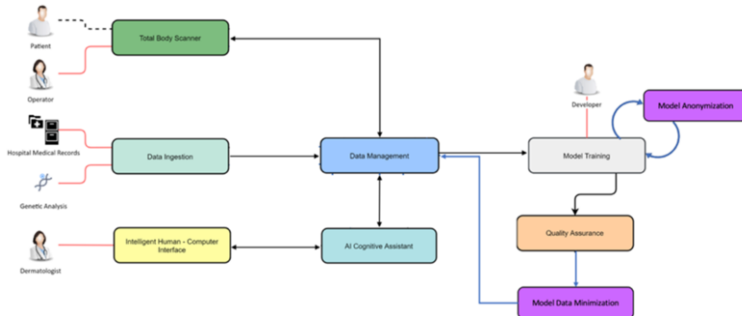 Patient
Total Body Scanner
Operator
Developer
Model Anonymization
Hospital Medical Records
Data Ingestion
Data Management
Model Training
Genetic Analysis
Dermatologist
Intelligent Human - Computer
Interface
AI Cognitive Assistant
Quality Assurance
Model Data Minimization